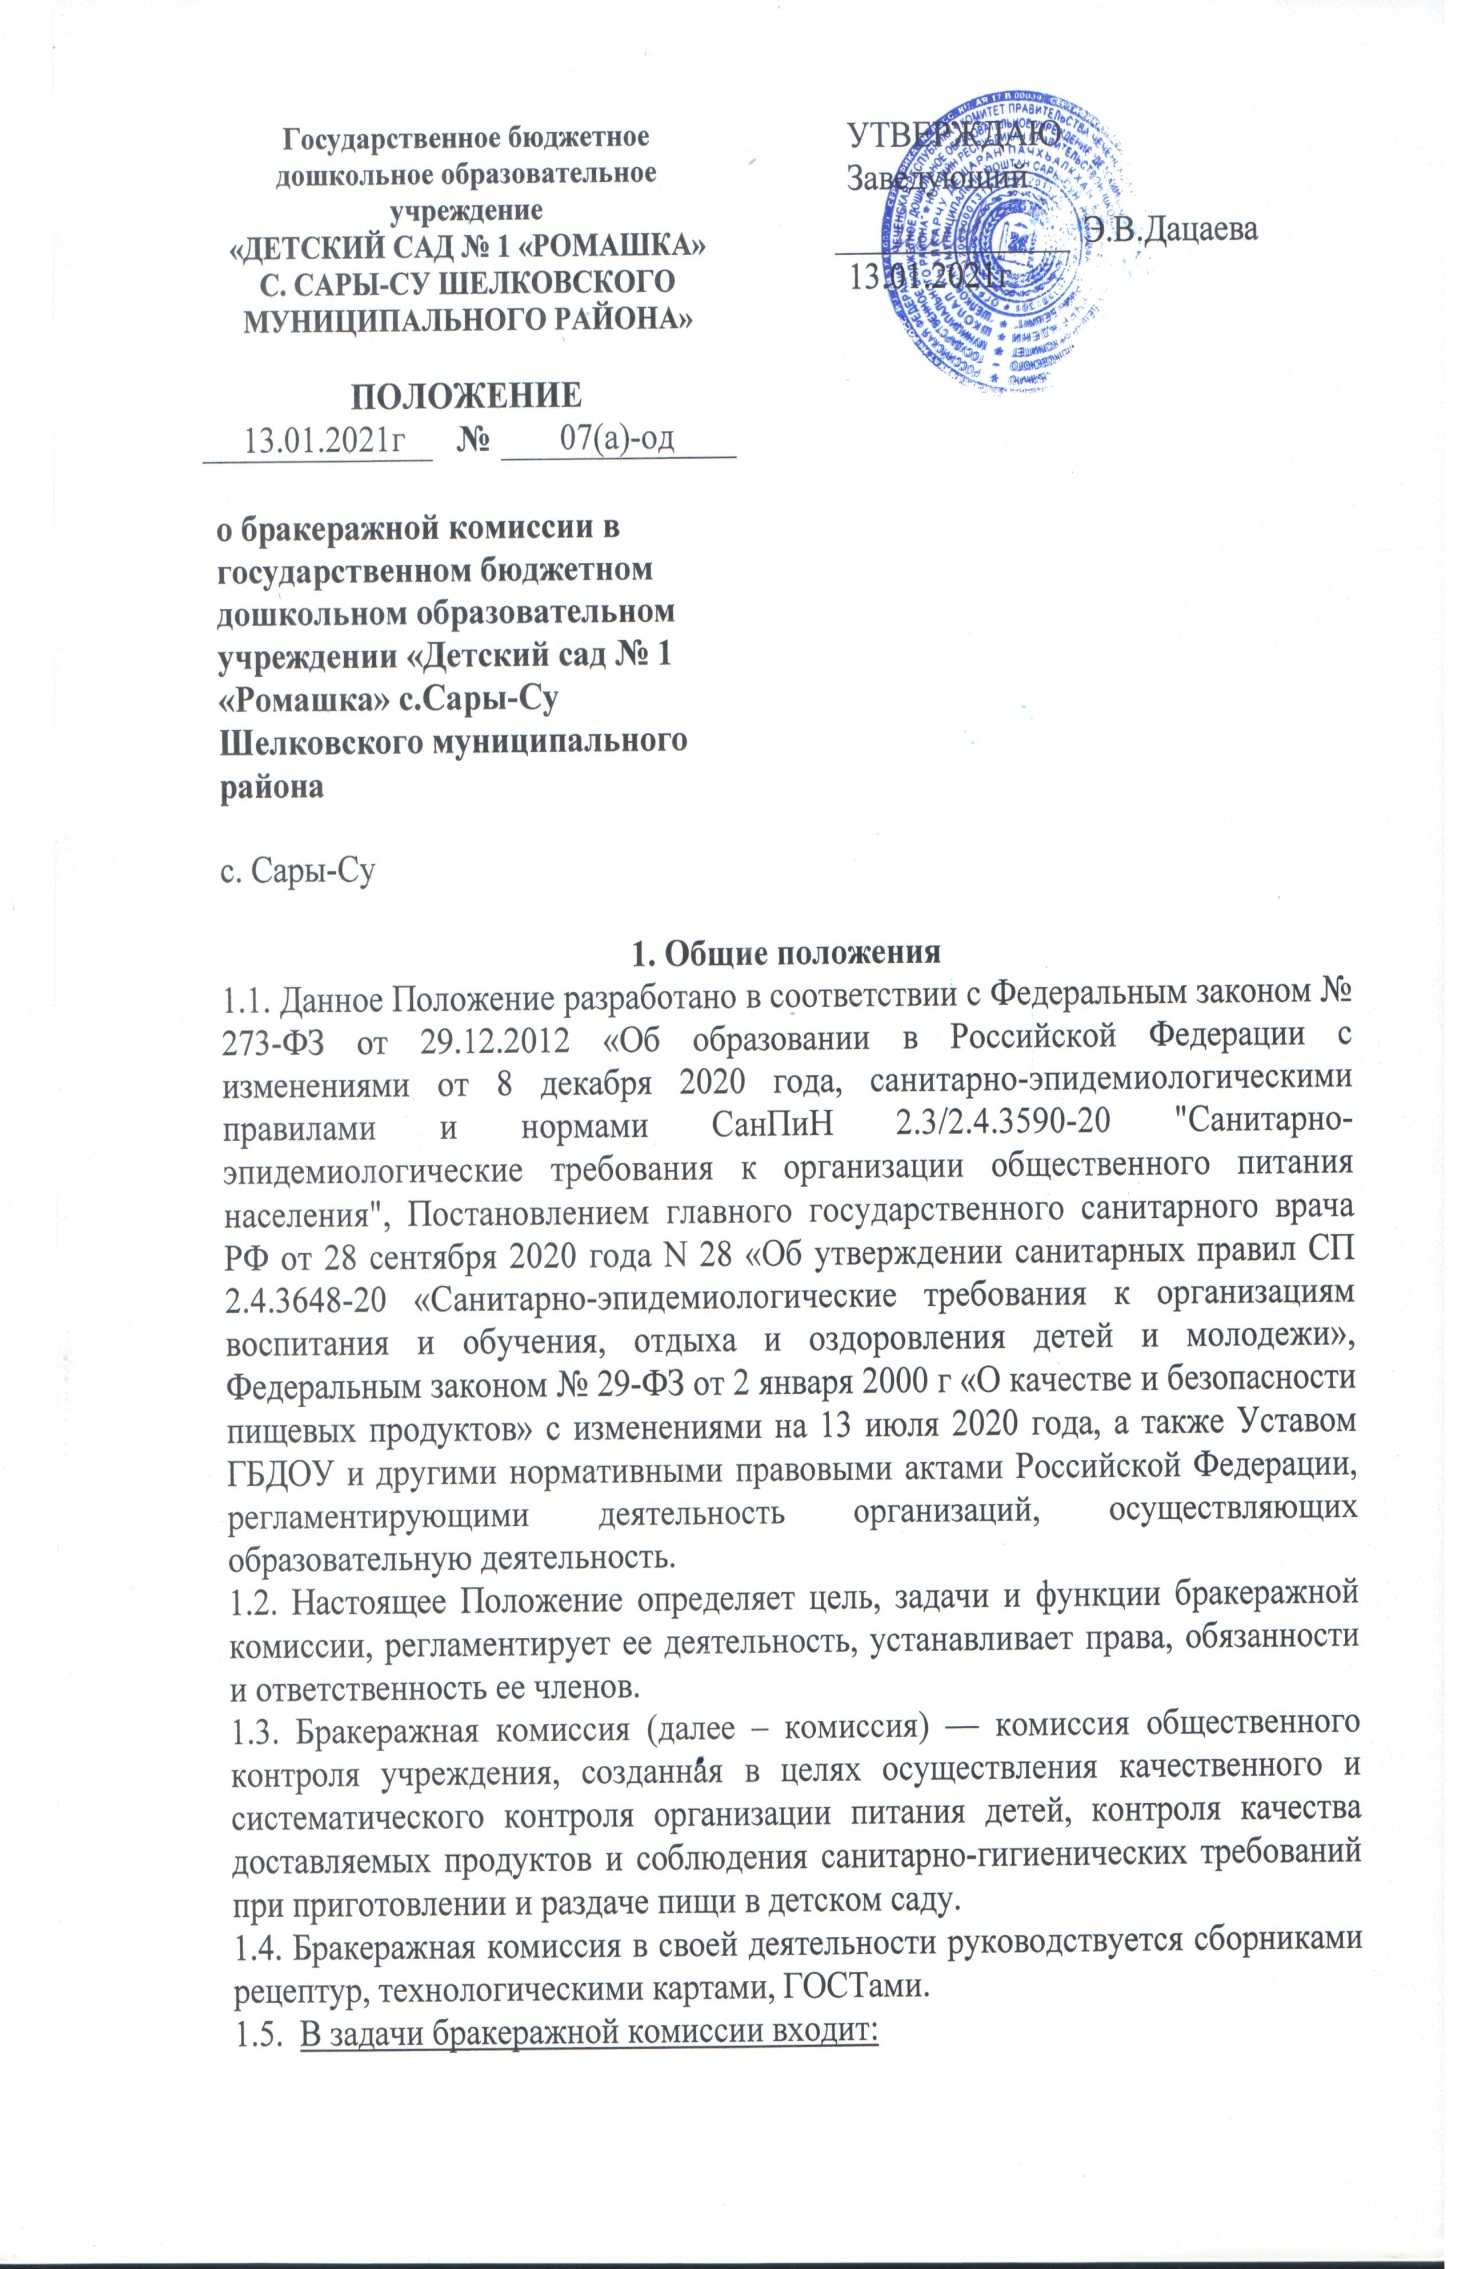 Государственное бюджетное
дошкольное образовательное
учреждение
«ДЕТСКИЙ САД № 1 «РОМАШКА»
С. САРЫ-СУ ШЕЛКОВСКОГО
МУНИЦИПАЛЬНОГО РАЙОНА»
УТВЕРЖДАЮ
Заведующий
Э.В.Дацаева
13.01.2021г
ПОЛОЖЕНИЕ
13.01.2021г № 07(а)-од
о бракеражной комиссии в
государственном бюджетном
дошкольном образовательном
учреждении «Детский сад № 1
«Ромашка» с.Сары-Су
Шелковского муниципального
района
с. Сары-Су
1. Общие положения
1.1. Данное Положение разработано в соответствии с Федеральным законом №
273-ФЗ от 29.12.2012 «Об образовании в Российской Федерации с
изменениями от 8 декабря 2020 года, санитарно-эпидемиологическими
правилами и нормами СанПиН 2.3/2.4.3590-20 "Санитарно-
эпидемиологические требования к организации общественного питания
населения", Постановлением главного государственного санитарного врача
РФ от 28 сентября 2020 года N 28 «Об утверждении санитарных правил СП
2.4.3648-20 «Санитарно-эпидемиологические требования к организациям
воспитания и обучения, отдыха и оздоровления детей и молодежи»,
Федеральным законом № 29-ФЗ от 2 января 2000 г «О качестве и безопасности
пищевых продуктов» с изменениями на 13 июля 2020 года, а также Уставом
ГБДОУ и другими нормативными правовыми актами Российской Федерации,
регламентирующими деятельность организаций, осуществляющих
образовательную деятельность.
1.2. Настоящее Положение определяет цель, задачи и функции бракеражной
комиссии, регламентирует ее деятельность, устанавливает права, обязанности
и ответственность ее членов.
1.3. Бракеражная комиссия (далее – комиссия) — комиссия общественного
контроля учреждения, созданная в целях осуществления качественного и
систематического контроля организации питания детей, контроля качества
доставляемых продуктов и соблюдения санитарно-гигиенических требований
при приготовлении и раздаче пищи в детском саду.
1.4. Бракеражная комиссия в своей деятельности руководствуется сборниками
рецептур, технологическими картами, ГОСТами.
1.5. В задачи бракеражной комиссии входит: